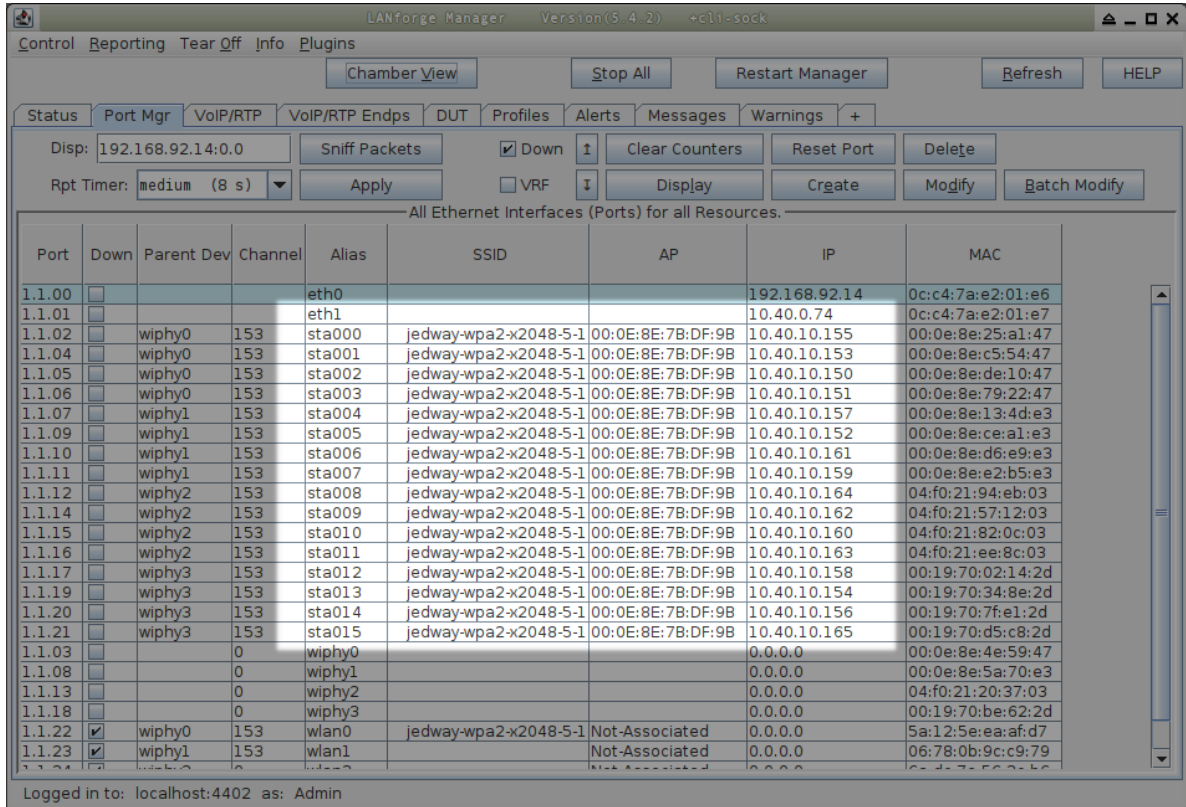 LANforge Manager Version(5.4.2) +cli-sock
Control Reporting Tear Off Info Plugins
Chamber View Stop All Restart Manager Refresh HELP
Status Port Mgr VoIP/RTP VoIP/RTP Endps DUT Profiles Alerts Messages Warnings +
Disp: 192.168.92.14:0.0 Sniff Packets Down Clear Counters Reset Port Delete
Rpt Timer: medium (8 s) Apply VRF Display Create Modify Batch Modify
All Ethernet Interfaces (Ports) for all Resources.
Port Down Parent Dev Channel Alias SSID AP IP MAC
1.1.00 eth0 192.168.92.14 0c:c4:7a:e2:01:e6
1.1.01 eth1 10.40.0.74 0c:c4:7a:e2:01:e7
1.1.02 wiphy0 153 sta000 jedway-wpa2-x2048-5-1 00:0E:8E:7B:DF:9B 10.40.10.155 00:0e:8e:25:a1:47
1.1.04 wiphy0 153 sta001 jedway-wpa2-x2048-5-1 00:0E:8E:7B:DF:9B 10.40.10.153 00:0e:8e:c5:54:47
1.1.05 wiphy0 153 sta002 jedway-wpa2-x2048-5-1 00:0E:8E:7B:DF:9B 10.40.10.150 00:0e:8e:de:10:47
1.1.06 wiphy0 153 sta003 jedway-wpa2-x2048-5-1 00:0E:8E:7B:DF:9B 10.40.10.151 00:0e:8e:79:22:47
1.1.07 wiphy1 153 sta004 jedway-wpa2-x2048-5-1 00:0E:8E:7B:DF:9B 10.40.10.157 00:0e:8e:13:4d:e3
1.1.09 wiphy1 153 sta005 jedway-wpa2-x2048-5-1 00:0E:8E:7B:DF:9B 10.40.10.152 00:0e:8e:ce:a1:e3
1.1.10 wiphy1 153 sta006 jedway-wpa2-x2048-5-1 00:0E:8E:7B:DF:9B 10.40.10.161 00:0e:8e:d6:e9:e3
1.1.11 wiphy1 153 sta007 jedway-wpa2-x2048-5-1 00:0E:8E:7B:DF:9B 10.40.10.159 00:0e:8e:e2:b5:e3
1.1.12 wiphy2 153 sta008 jedway-wpa2-x2048-5-1 00:0E:8E:7B:DF:9B 10.40.10.164 04:f0:21:94:eb:03
1.1.14 wiphy2 153 sta009 jedway-wpa2-x2048-5-1 00:0E:8E:7B:DF:9B 10.40.10.162 04:f0:21:57:12:03
1.1.15 wiphy2 153 sta010 jedway-wpa2-x2048-5-1 00:0E:8E:7B:DF:9B 10.40.10.160 04:f0:21:82:0c:03
1.1.16 wiphy2 153 sta011 jedway-wpa2-x2048-5-1 00:0E:8E:7B:DF:9B 10.40.10.163 04:f0:21:ee:8c:03
1.1.17 wiphy3 153 sta012 jedway-wpa2-x2048-5-1 00:0E:8E:7B:DF:9B 10.40.10.158 00:19:70:02:14:2d
1.1.19 wiphy3 153 sta013 jedway-wpa2-x2048-5-1 00:0E:8E:7B:DF:9B 10.40.10.154 00:19:70:34:8e:2d
1.1.20 wiphy3 153 sta014 jedway-wpa2-x2048-5-1 00:0E:8E:7B:DF:9B 10.40.10.156 00:19:70:7f:e1:2d
1.1.21 wiphy3 153 sta015 jedway-wpa2-x2048-5-1 00:0E:8E:7B:DF:9B 10.40.10.165 00:19:70:d5:c8:2d
1.1.03 0 wiphy0 0.0.0.0 00:0e:8e:4e:59:47
1.1.08 0 wiphy1 0.0.0.0 00:0e:8e:5a:70:e3
1.1.13 0 wiphy2 0.0.0.0 04:f0:21:20:37:03
1.1.18 0 wiphy3 0.0.0.0 00:19:70:be:62:2d
1.1.22 wiphy0 153 wlan0 jedway-wpa2-x2048-5-1 Not-Associated 0.0.0.0 5a:12:5e:ea:af:d7
1.1.23 wiphy1 153 wlan1 Not-Associated 0.0.0.0 06:78:0b:9c:c9:79
Logged in to: localhost:4402 as: Admin